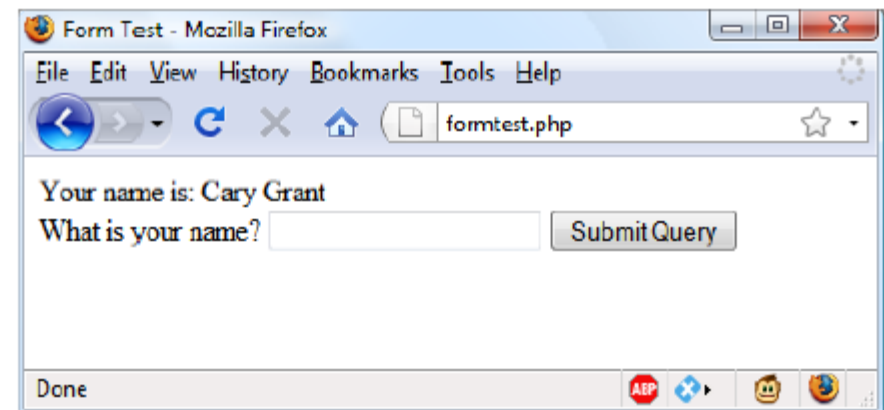 Form Test - Mozilla Firefox
File Edit View History Bookmarks Tools Help
formtest.php
Your name is: Cary Grant
What is your name? Submit Query
Done
ABP